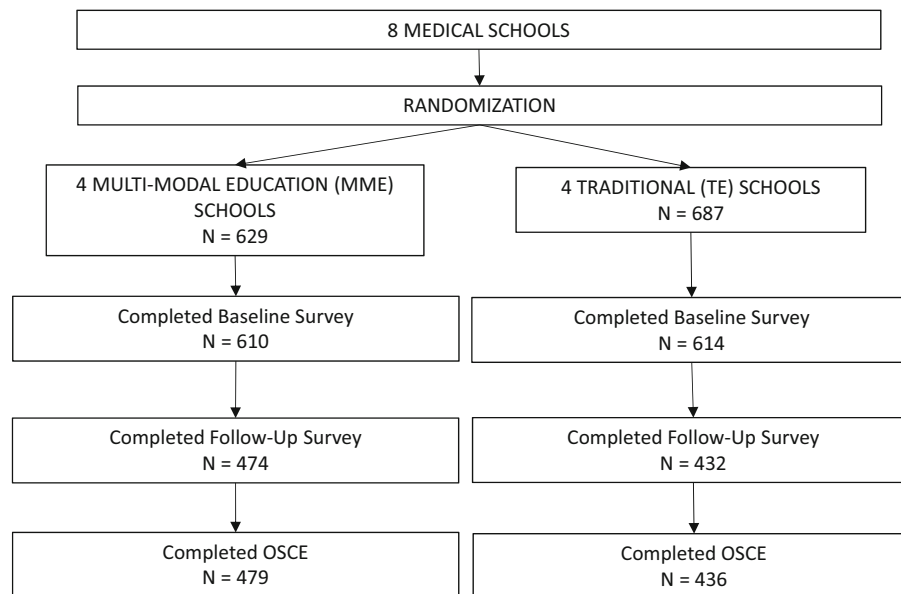 8 MEDICAL SCHOOLS
RANDOMIZATION
4 MULTI-MODAL EDUCATION (MME)
SCHOOLS
N = 629
4 TRADITIONAL (TE) SCHOOLS
N = 687
Completed Baseline Survey
N = 610
Completed Baseline Survey
N = 614
Completed Follow-Up Survey
N = 474
Completed Follow-Up Survey
N = 432
Completed OSCE
N = 479
Completed OSCE
N = 436